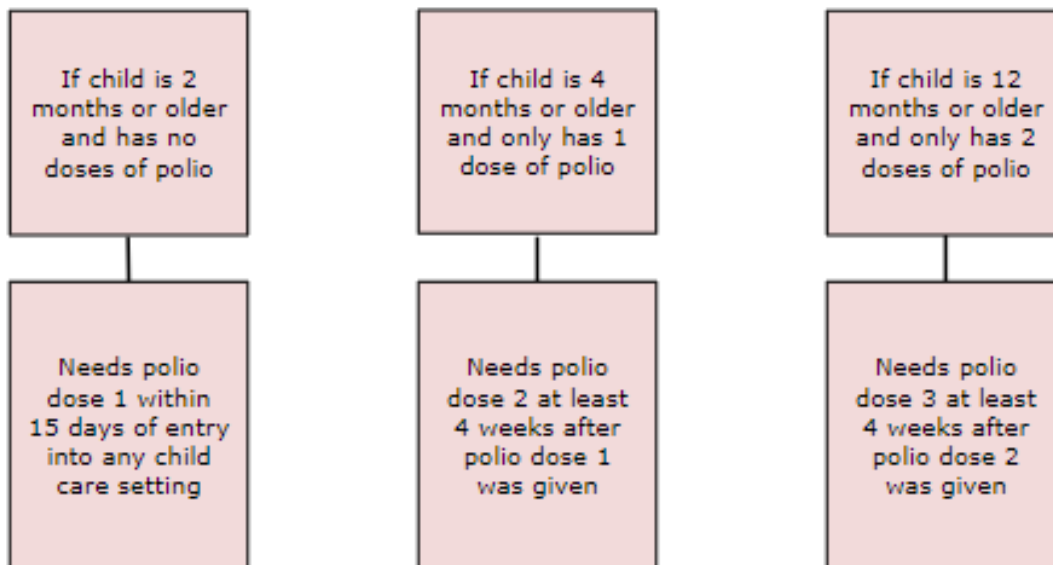 If child is 2
months or older
and has no
doses of polio
If child is 4
months or older
and only has 1
dose of polio
If child is 12
months or older
and only has 2
doses of polio
Needs polio
dose 1 within
15 days of entry
into any child
care setting
Needs polio
dose 2 at least
4 weeks after
polio dose 1
was given
Needs polio
dose 3 at least
4 weeks after
polio dose 2
was given